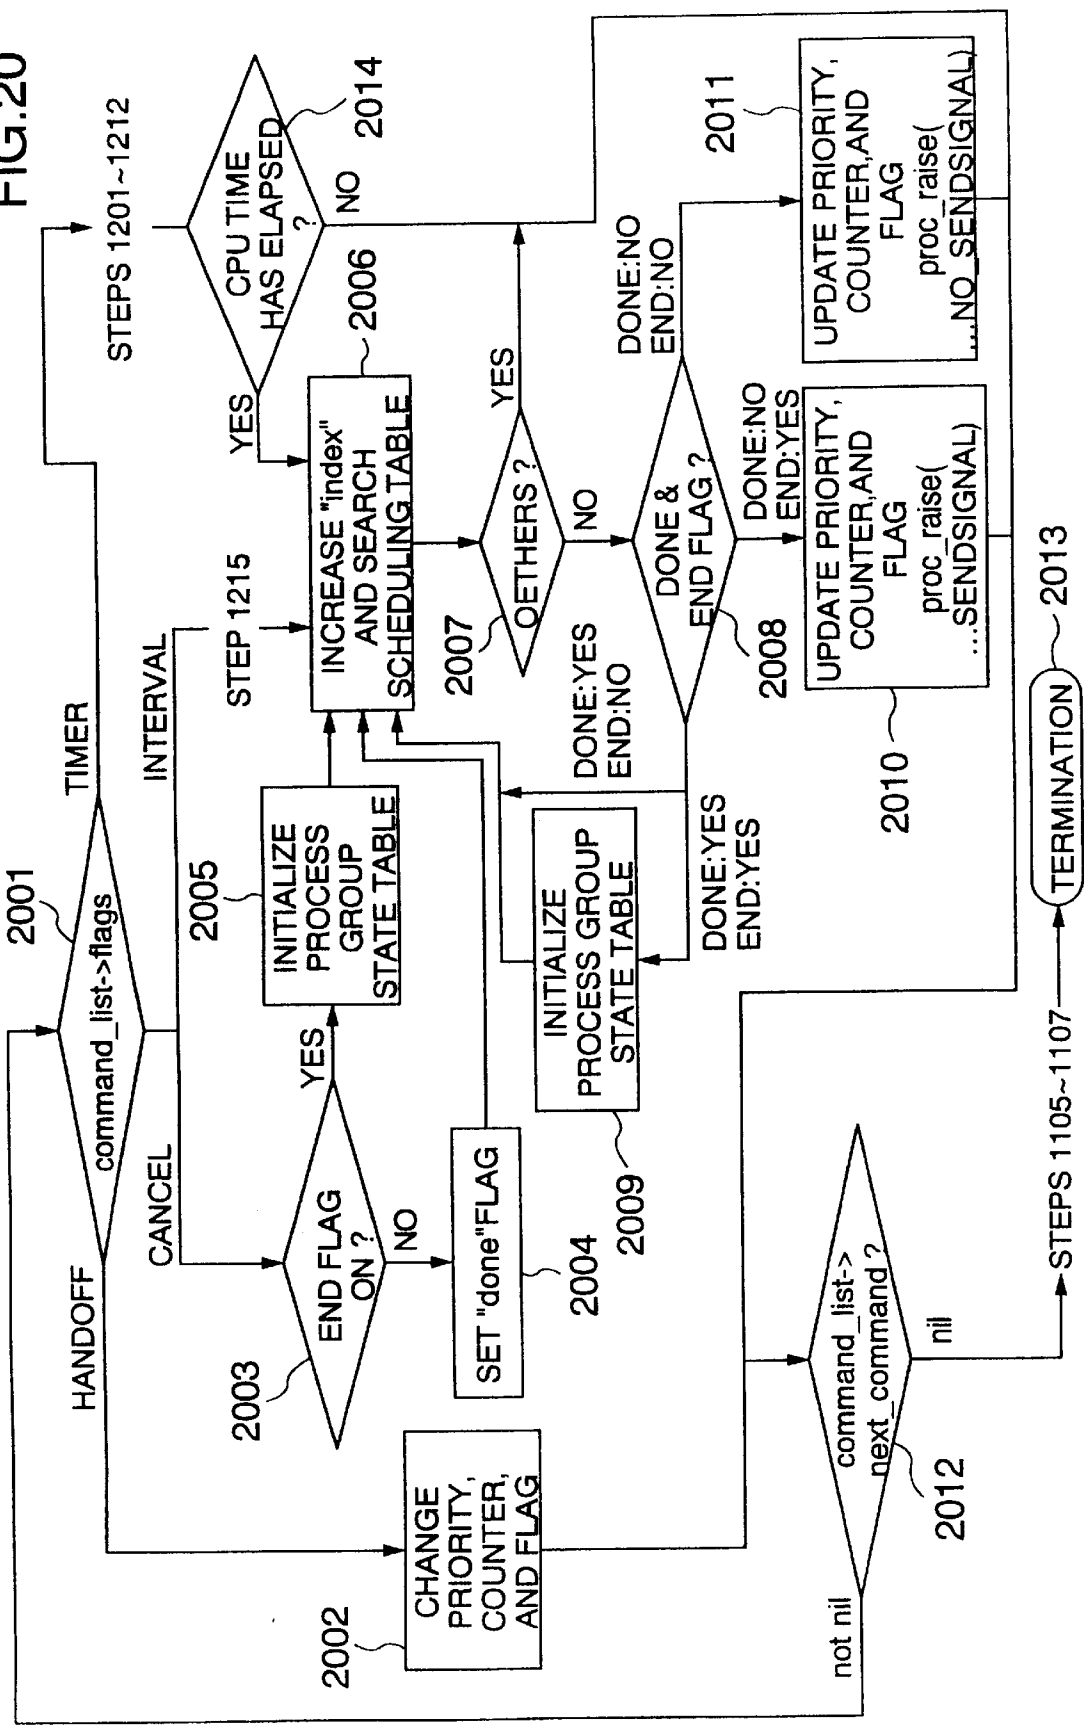 FIG.20
2001
command_list->flags
HANDOFF
CANCEL
INTERVAL
TIMER
STEPS 1201~1212
CPU TIME
HAS ELAPSED
?
2014
YES
NO
STEP 1215
2002
CHANGE
PRIORITY,
COUNTER,
AND FLAG
2003
END FLAG
ON ?
YES
NO
2004
SET "done"FLAG
2005
INITIALIZE
PROCESS
GROUP
STATE TABLE
2006
INCREASE "index"
AND SEARCH
SCHEDULING TABLE
2007
OETHERS ?
YES
NO
2008
DONE &
END FLAG ?
DONE:YES
END:NO
DONE:YES
END:YES
DONE:NO
END:YES
DONE:NO
END:NO
2009
INITIALIZE
PROCESS GROUP
STATE TABLE
2010
UPDATE PRIORITY,
COUNTER,AND
FLAG
proc_raise(
...SENDSIGNAL)
2011
UPDATE PRIORITY,
COUNTER,AND
FLAG
proc_raise(
...NO_SENDSIGNAL)
2012
command_list->
next_command ?
not nil
nil
STEPS 1105~1107
TERMINATION
2013